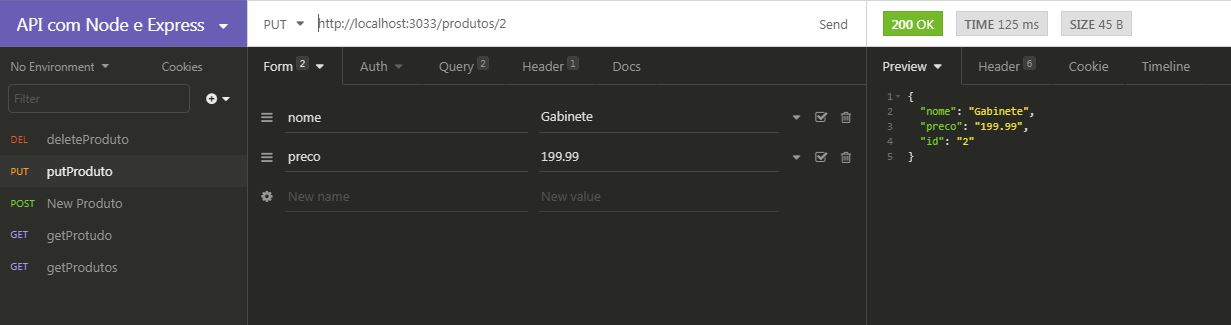 API com Node e Express
PUT http://localhost:3033/produtos/2 Send
200 OK TIME 125 ms SIZE 45 B
No Environment Cookies
Filter
DEL deleteProduto
PUT putProduto
POST New Produto
GET getProtudo
GET getProdutos
Form 2 Auth Query 2 Header 1 Docs
nome Gabinete
preco 199.99
New name New value
Preview Header 6 Cookie Timeline
1 {
2 "nome": "Gabinete",
3 "preco": "199.99",
4 "id": "2"
5 }